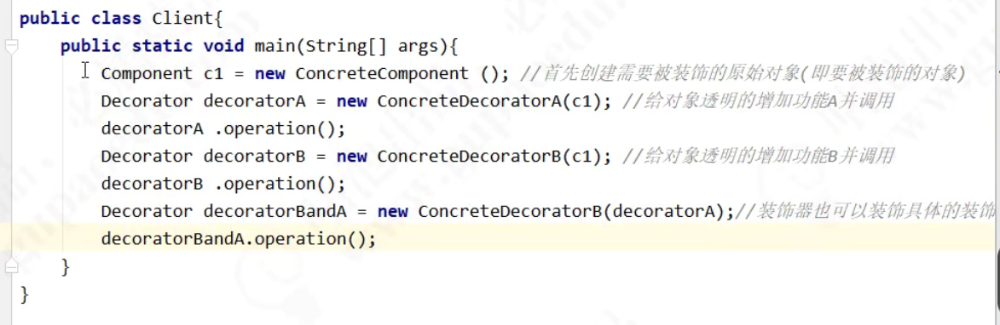 public class Client{
    public static void main(String[] args){
        Component c1 = new ConcreteComponent (); //首先创建需要被装饰的原始对象(即要被装饰的对象)
        Decorator decoratorA = new ConcreteDecoratorA(c1); //给对象透明的增加功能A并调用
        decoratorA .operation();
        Decorator decoratorB = new ConcreteDecoratorB(c1); //给对象透明的增加功能B并调用
        decoratorB .operation();
        Decorator decoratorBandA = new ConcreteDecoratorB(decoratorA);//装饰器也可以装饰具体的装饰
        decoratorBandA.operation();
    }
}